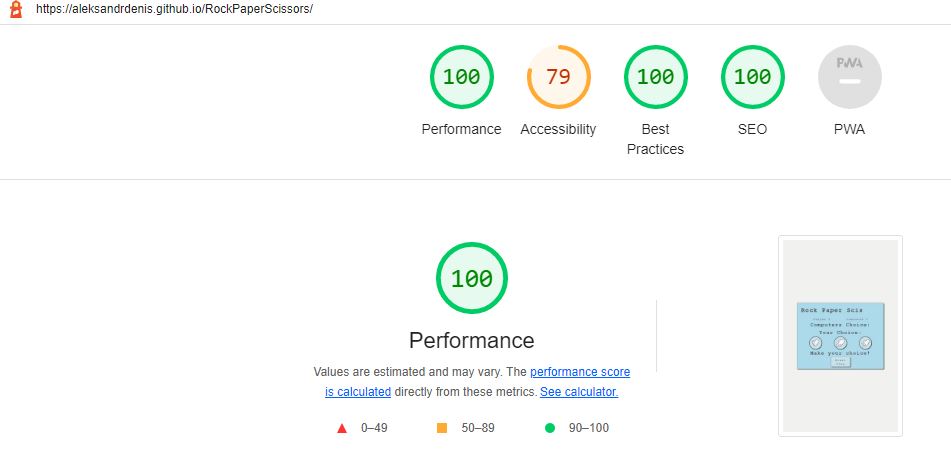 https://aleksandrdenis.github.io/RockPaperScissors/
100 79 100 100 PWA
Performance Accessibility Best Practices SEO PWA
100
Performance
Values are estimated and may vary. The performance score
is calculated directly from these metrics. See calculator.
0–49 50–89 90–100
Rock Paper Scis
Computers Choice:
Your Choice:
Make your choice!